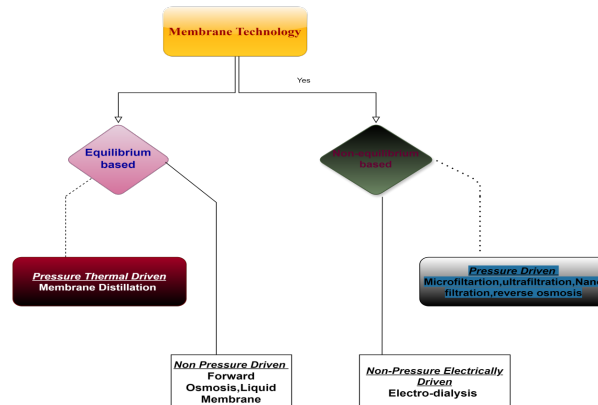 Membrane Technology
Yes
Equilibrium
based
Non-equilibrium
based
Pressure Thermal Driven
Membrane Distillation
Pressure Driven
Microfiltartion,ultrafiltration,Nano
filtration,reverse osmosis
Non Pressure Driven
Forward
Osmosis,Liquid
Membrane
Non-Pressure Electrically
Driven
Electro-dialysis